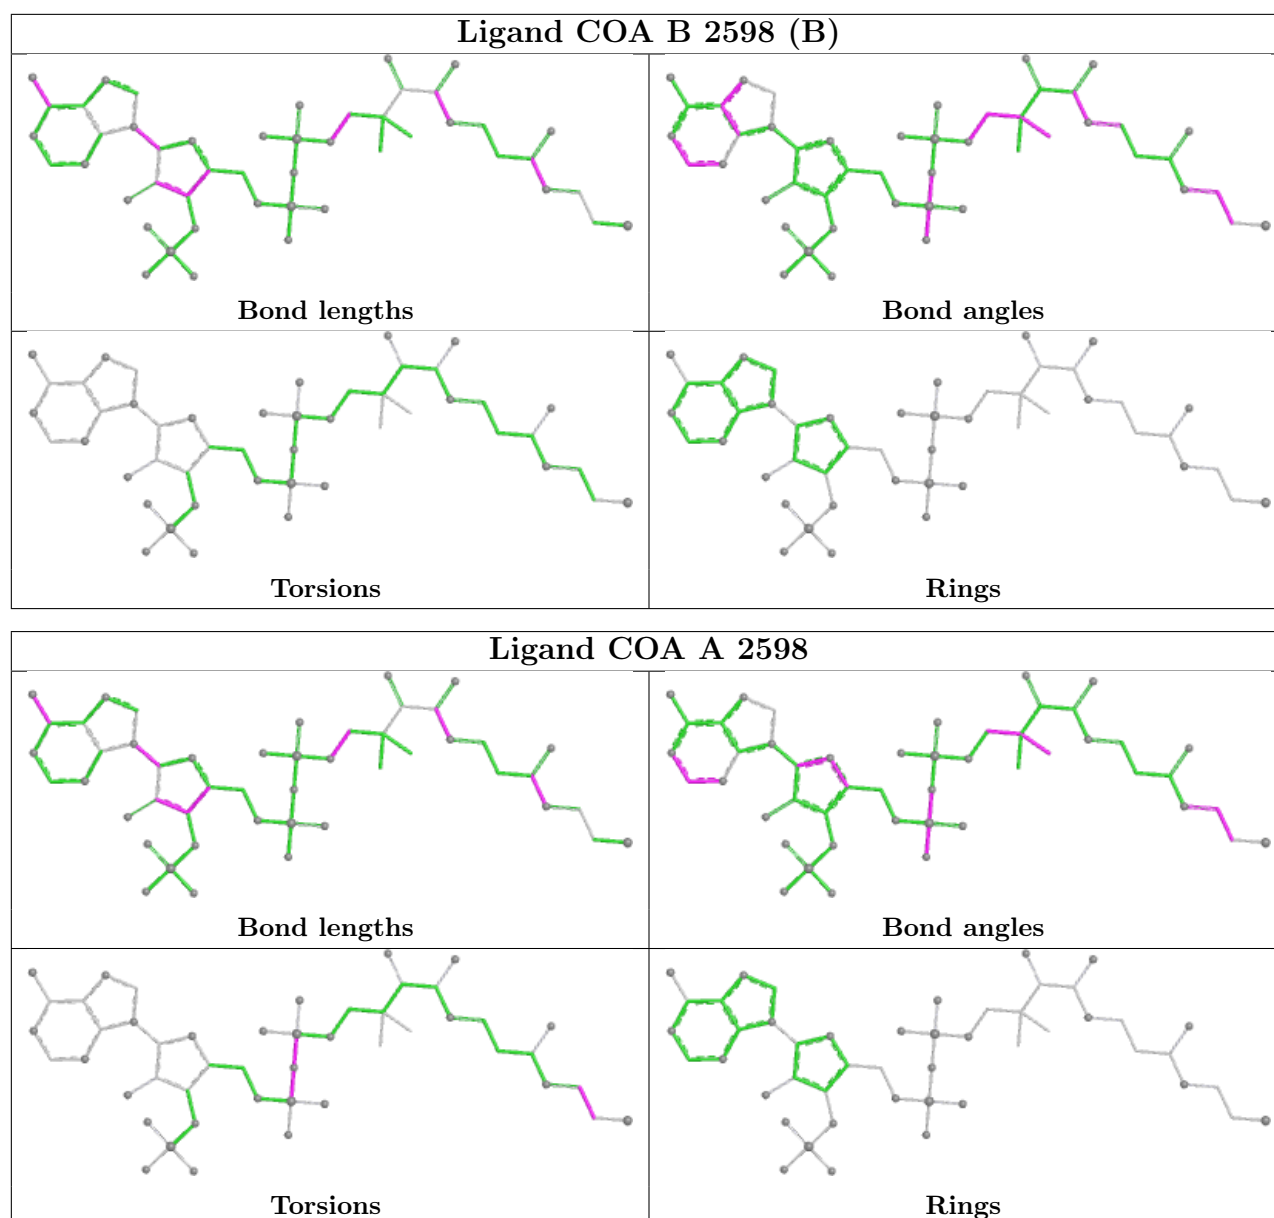 Ligand COA B 2598 (B)
Bond lengths
Bond angles
Torsions
Rings
Ligand COA A 2598
Bond lengths
Bond angles
Torsions
Rings